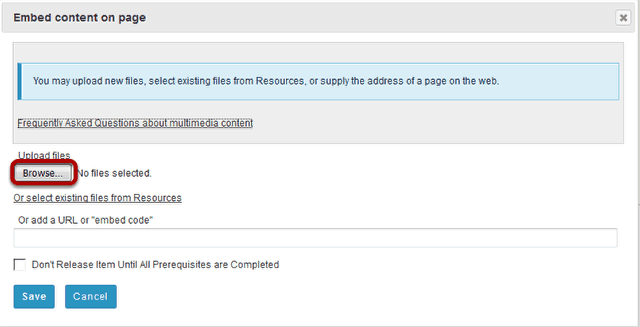 Embed content on page
You may upload new files, select existing files from Resources, or supply the address of a page on the web.
Frequently Asked Questions about multimedia content
Upload files
Browse... No files selected.
Or select existing files from Resources
Or add a URL or "embed code"
Don't Release Item Until All Prerequisites are Completed
Save Cancel